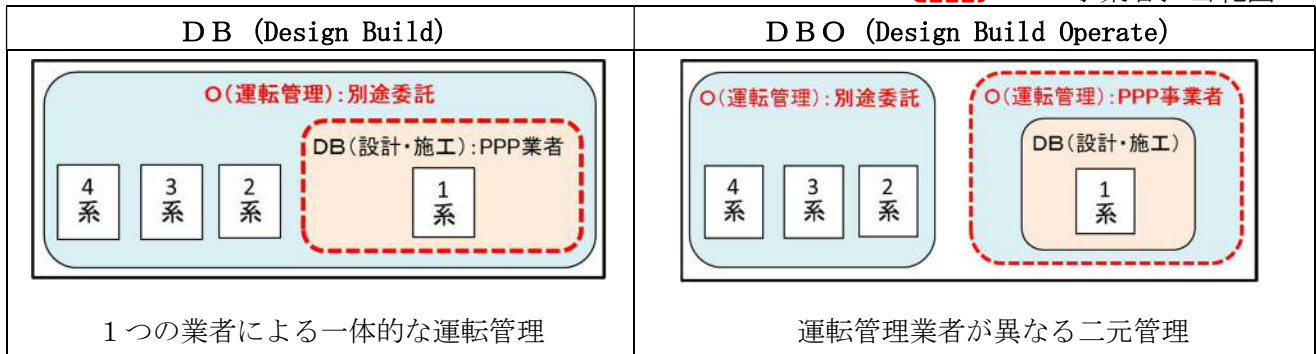 ＤＢ (Design Build)
ＤＢＯ (Design Build Operate)
O(運転管理):別途委託
DB(設計・施工):PPP業者
4系
3系
2系
1系
O(運転管理):別途委託
O(運転管理):PPP事業者
DB(設計・施工)
4系
3系
2系
1系
１つの業者による一体的な運転管理
運転管理業者が異なる二元管理